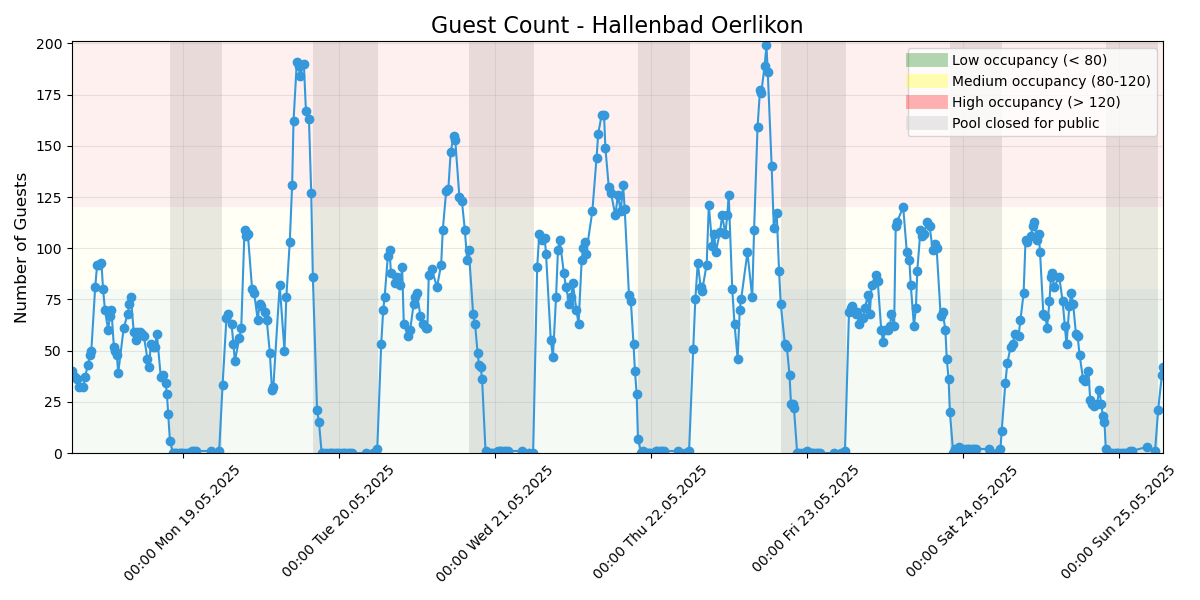 Guest Count - Hallenbad Oerlikon
Number of Guests
200
175
150
125
100
75
50
25
0
Low occupancy (< 80)
Medium occupancy (80-120)
High occupancy (> 120)
Pool closed for public
00:00 Mon 19.05.2025
00:00 Tue 20.05.2025
00:00 Wed 21.05.2025
00:00 Thu 22.05.2025
00:00 Fri 23.05.2025
00:00 Sat 24.05.2025
00:00 Sun 25.05.2025